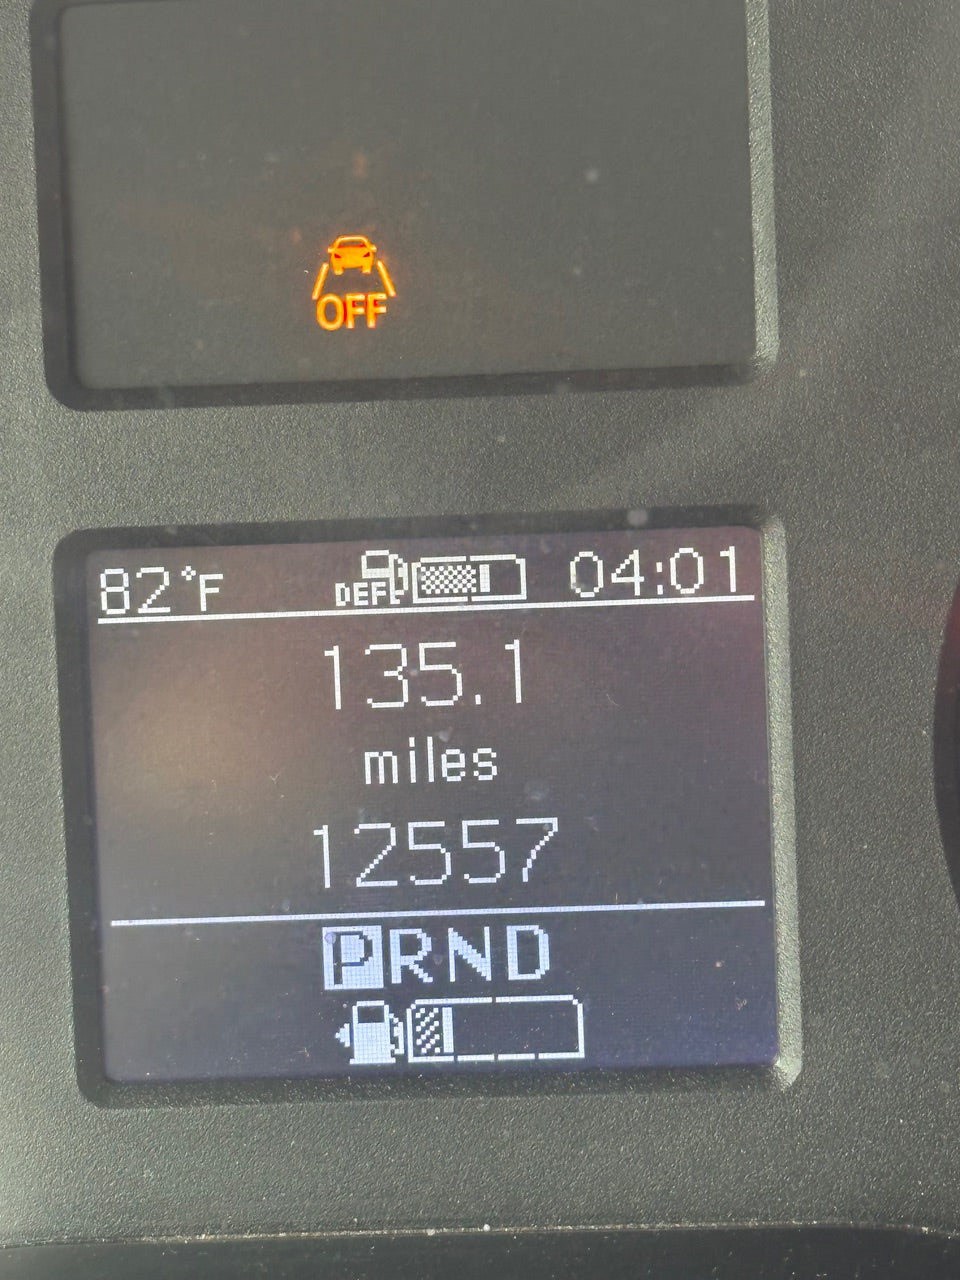 OFF
82°F DEF 04:01
135.1
miles
12557
PRND